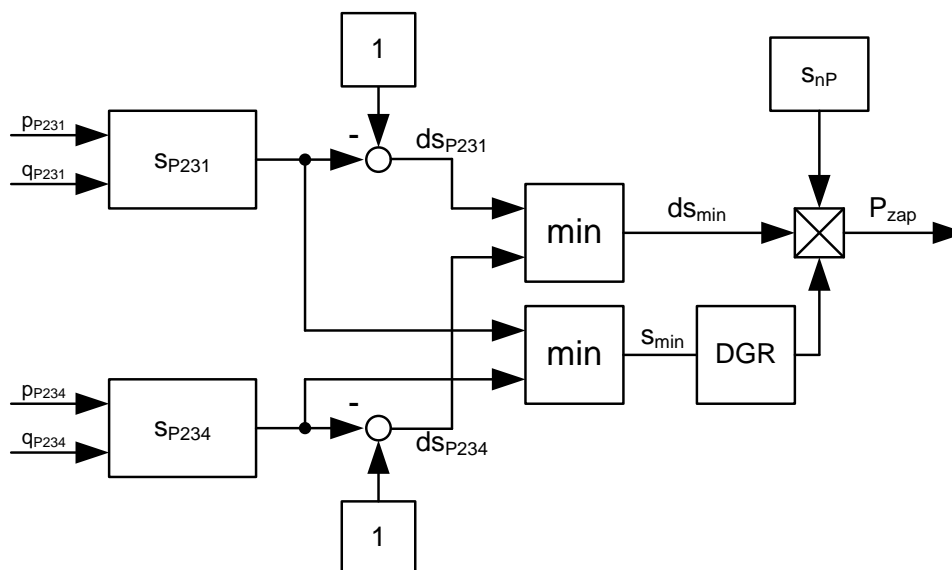 1
s_nP
p_P231
- ds_P231
s_P231
q_P231
min ds_min P_zap
min s_min DGR
p_P234
-
s_P234
q_P234
ds_P234
1